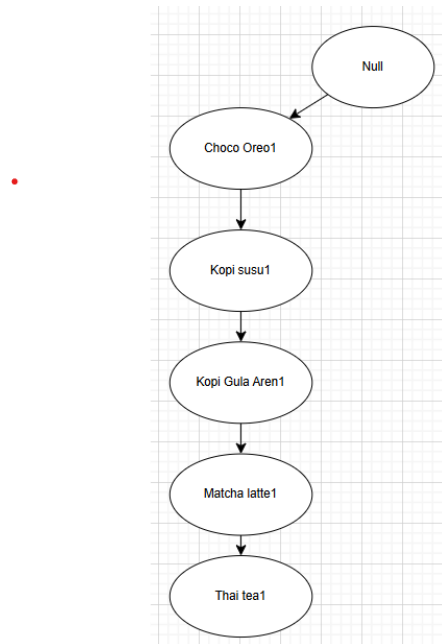 Null
Choco Oreo1
Kopi susu1
Kopi Gula Aren1
Matcha latte1
Thai tea1